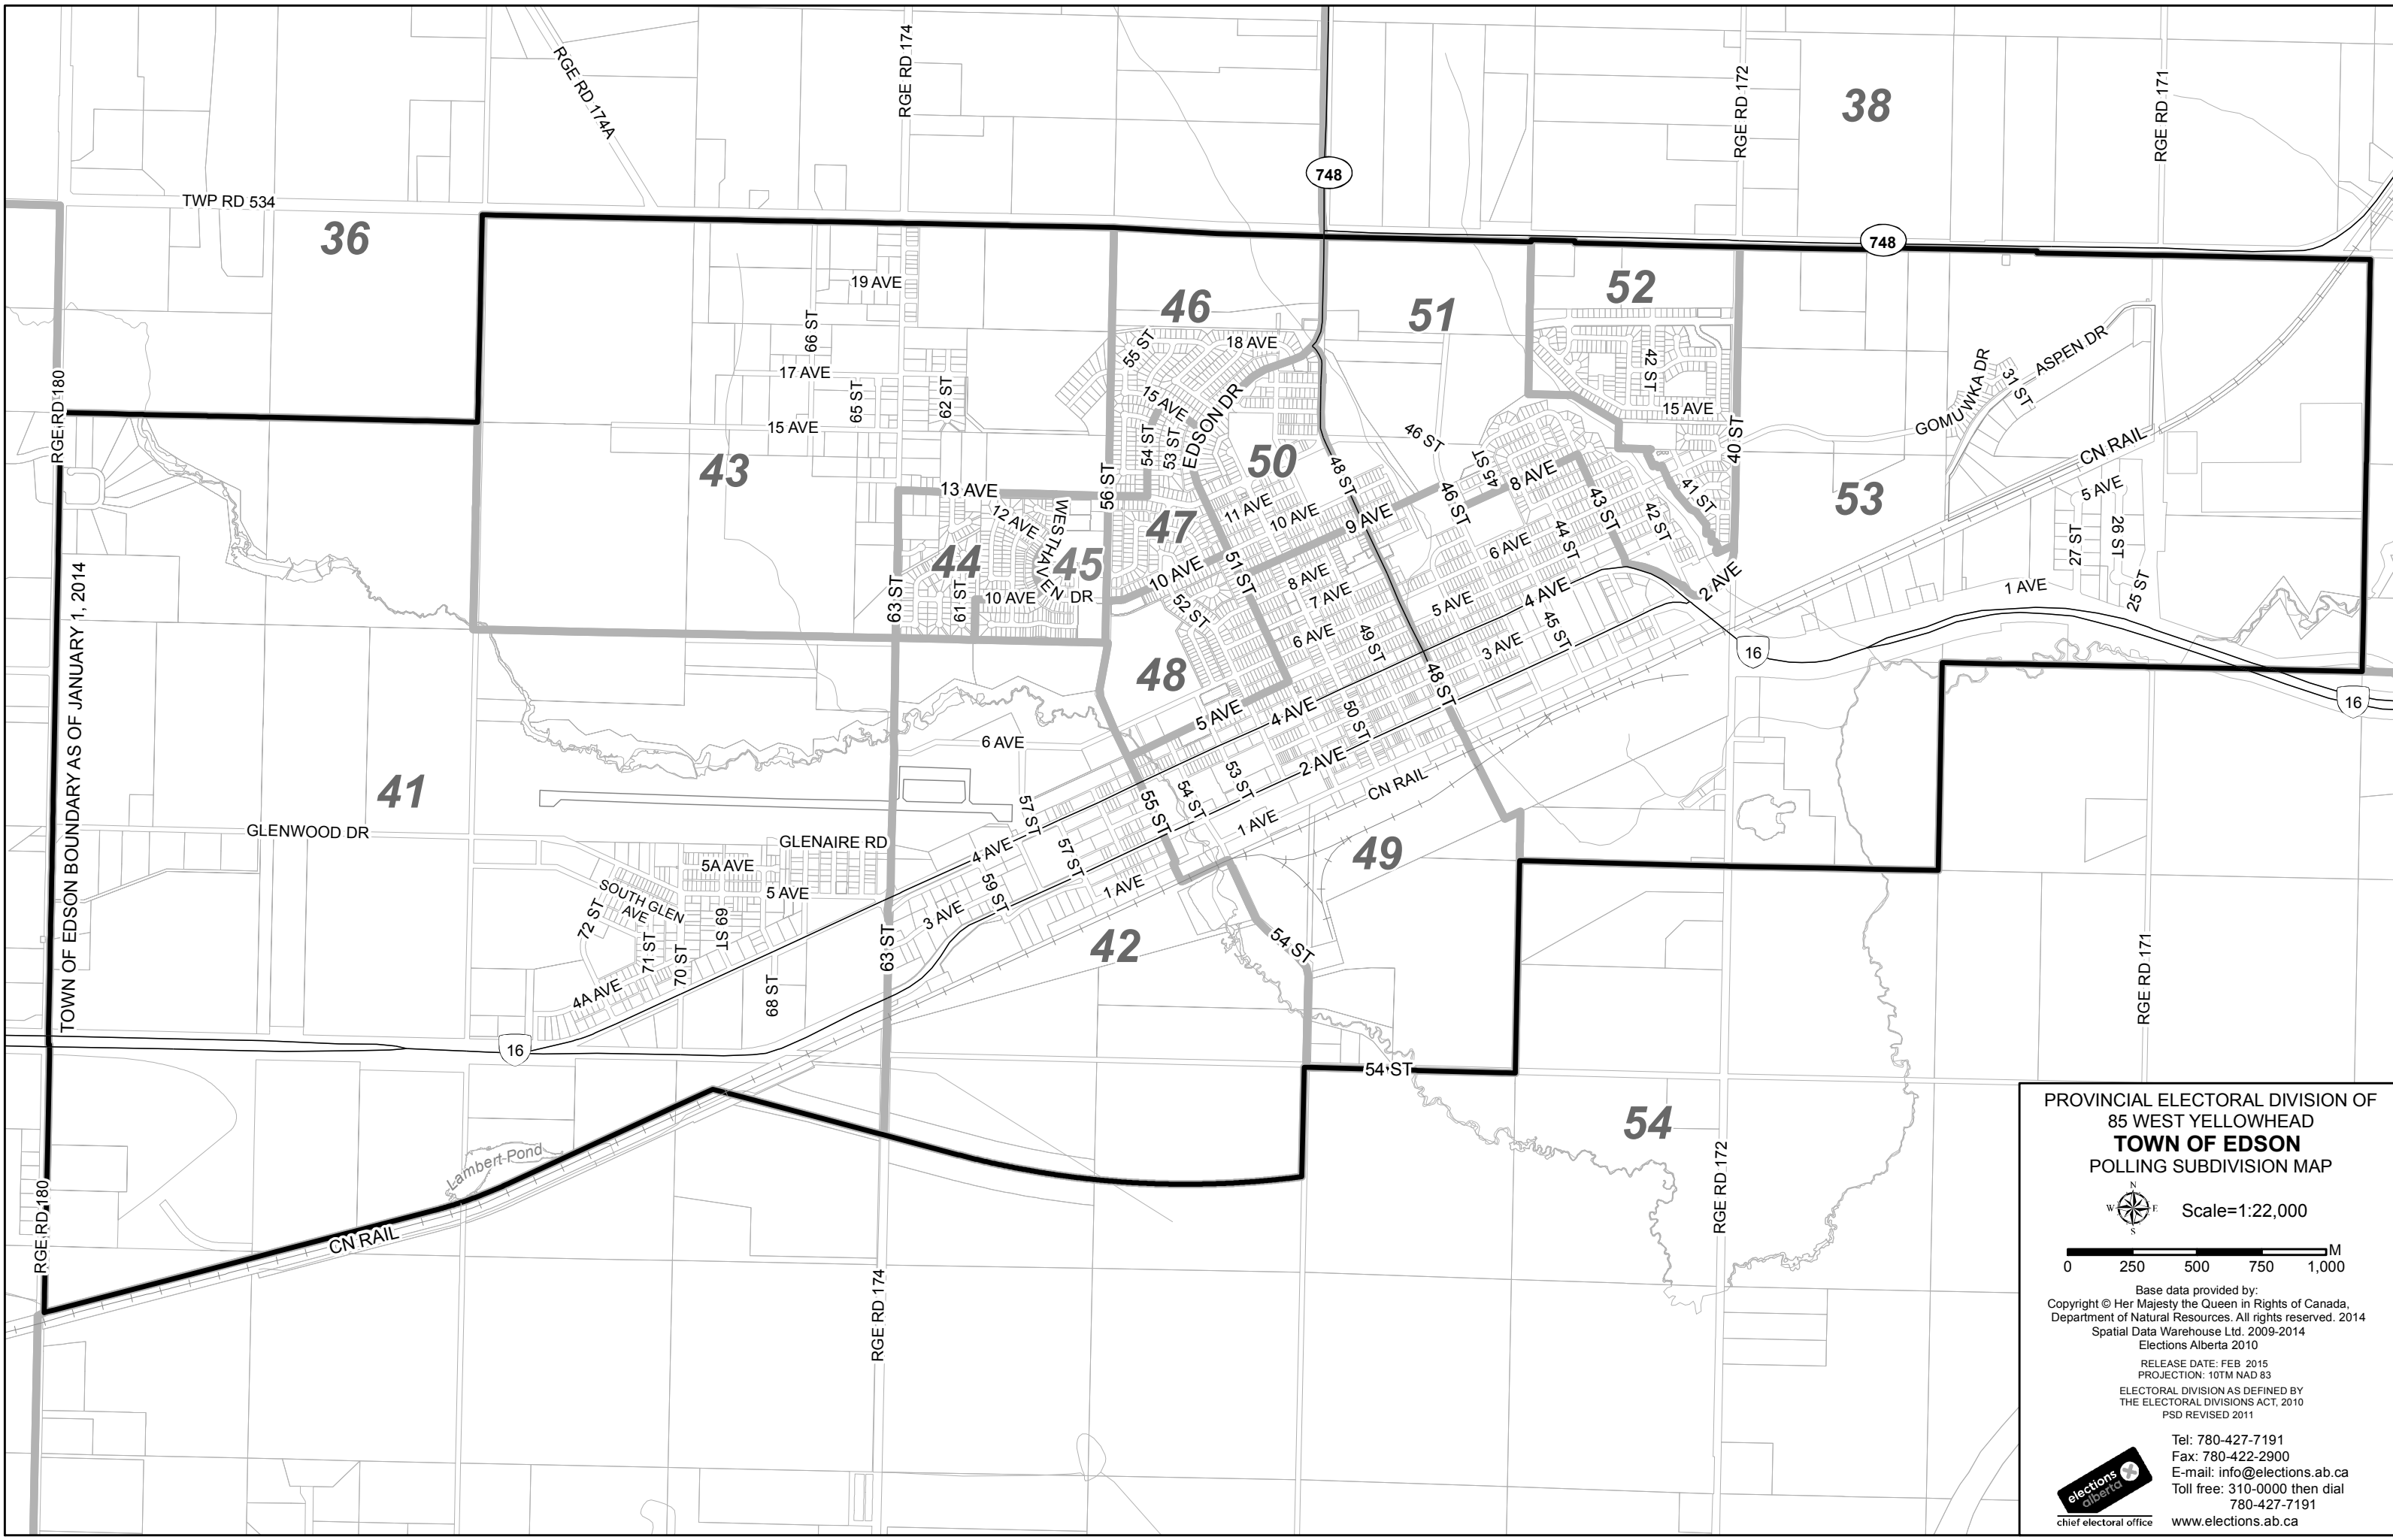 RGE RD 174A
RGE RD 174
RGE RD 172
38
RGE RD 171
748
TWP RD 534
36
748
19 AVE
46
51
52
66 ST
55 ST
18 AVE
17 AVE
65 ST
62 ST
42 ST
GOMUWKA DR
31 ST
ASPEN DR
RGE RD 180
15 AVE
15 AVE
54 ST
53 ST
EDSON DR
15 AVE
40 ST
43
56 ST
50
48 ST
46 ST
45 ST
8 AVE
CN RAIL
13 AVE
12 AVE
WESTHAVEN DR
47
11 AVE
10 AVE
9 AVE
46 ST
43 ST
42 ST
41 ST
53
5 AVE
27 ST
26 ST
25 ST
1 AVE
44
45
63 ST
61 ST
10 AVE
10 AVE
51 ST
52 ST
8 AVE
7 AVE
6 AVE
6 AVE
44 ST
5 AVE
4 AVE
45 ST
3 AVE
2 AVE
16
16
TOWN OF EDSON BOUNDARY AS OF JANUARY 1, 2014
48
49 ST
48 ST
5 AVE
4 AVE
50 ST
2 AVE
6 AVE
41
57 ST
55 ST
54 ST
53 ST
CN RAIL
1 AVE
49
GLENWOOD DR
GLENAIRE RD
4 AVE
57 ST
5A AVE
5 AVE
59 ST
1 AVE
SOUTH GLEN
AVE
72 ST
71 ST
70 ST
69 ST
3 AVE
63 ST
42
54 ST
4A AVE
68 ST
16
54 ST
RGE RD 171
54
Lambert Pond
RGE RD 180
CN RAIL
RGE RD 174
RGE RD 172
PROVINCIAL ELECTORAL DIVISION OF
85 WEST YELLOWHEAD
TOWN OF EDSON
POLLING SUBDIVISION MAP
N
W E
S
Scale=1:22,000
M
0 250 500 750 1,000
Base data provided by:
Copyright © Her Majesty the Queen in Rights of Canada,
Department of Natural Resources. All rights reserved. 2014
Spatial Data Warehouse Ltd. 2009-2014
Elections Alberta 2010
RELEASE DATE: FEB 2015
PROJECTION: 10TM NAD 83
ELECTORAL DIVISION AS DEFINED BY
THE ELECTORAL DIVISIONS ACT, 2010
PSD REVISED 2011
elections
alberta
chief electoral office
Tel: 780-427-7191
Fax: 780-422-2900
E-mail: info@elections.ab.ca
Toll free: 310-0000 then dial
780-427-7191
www.elections.ab.ca